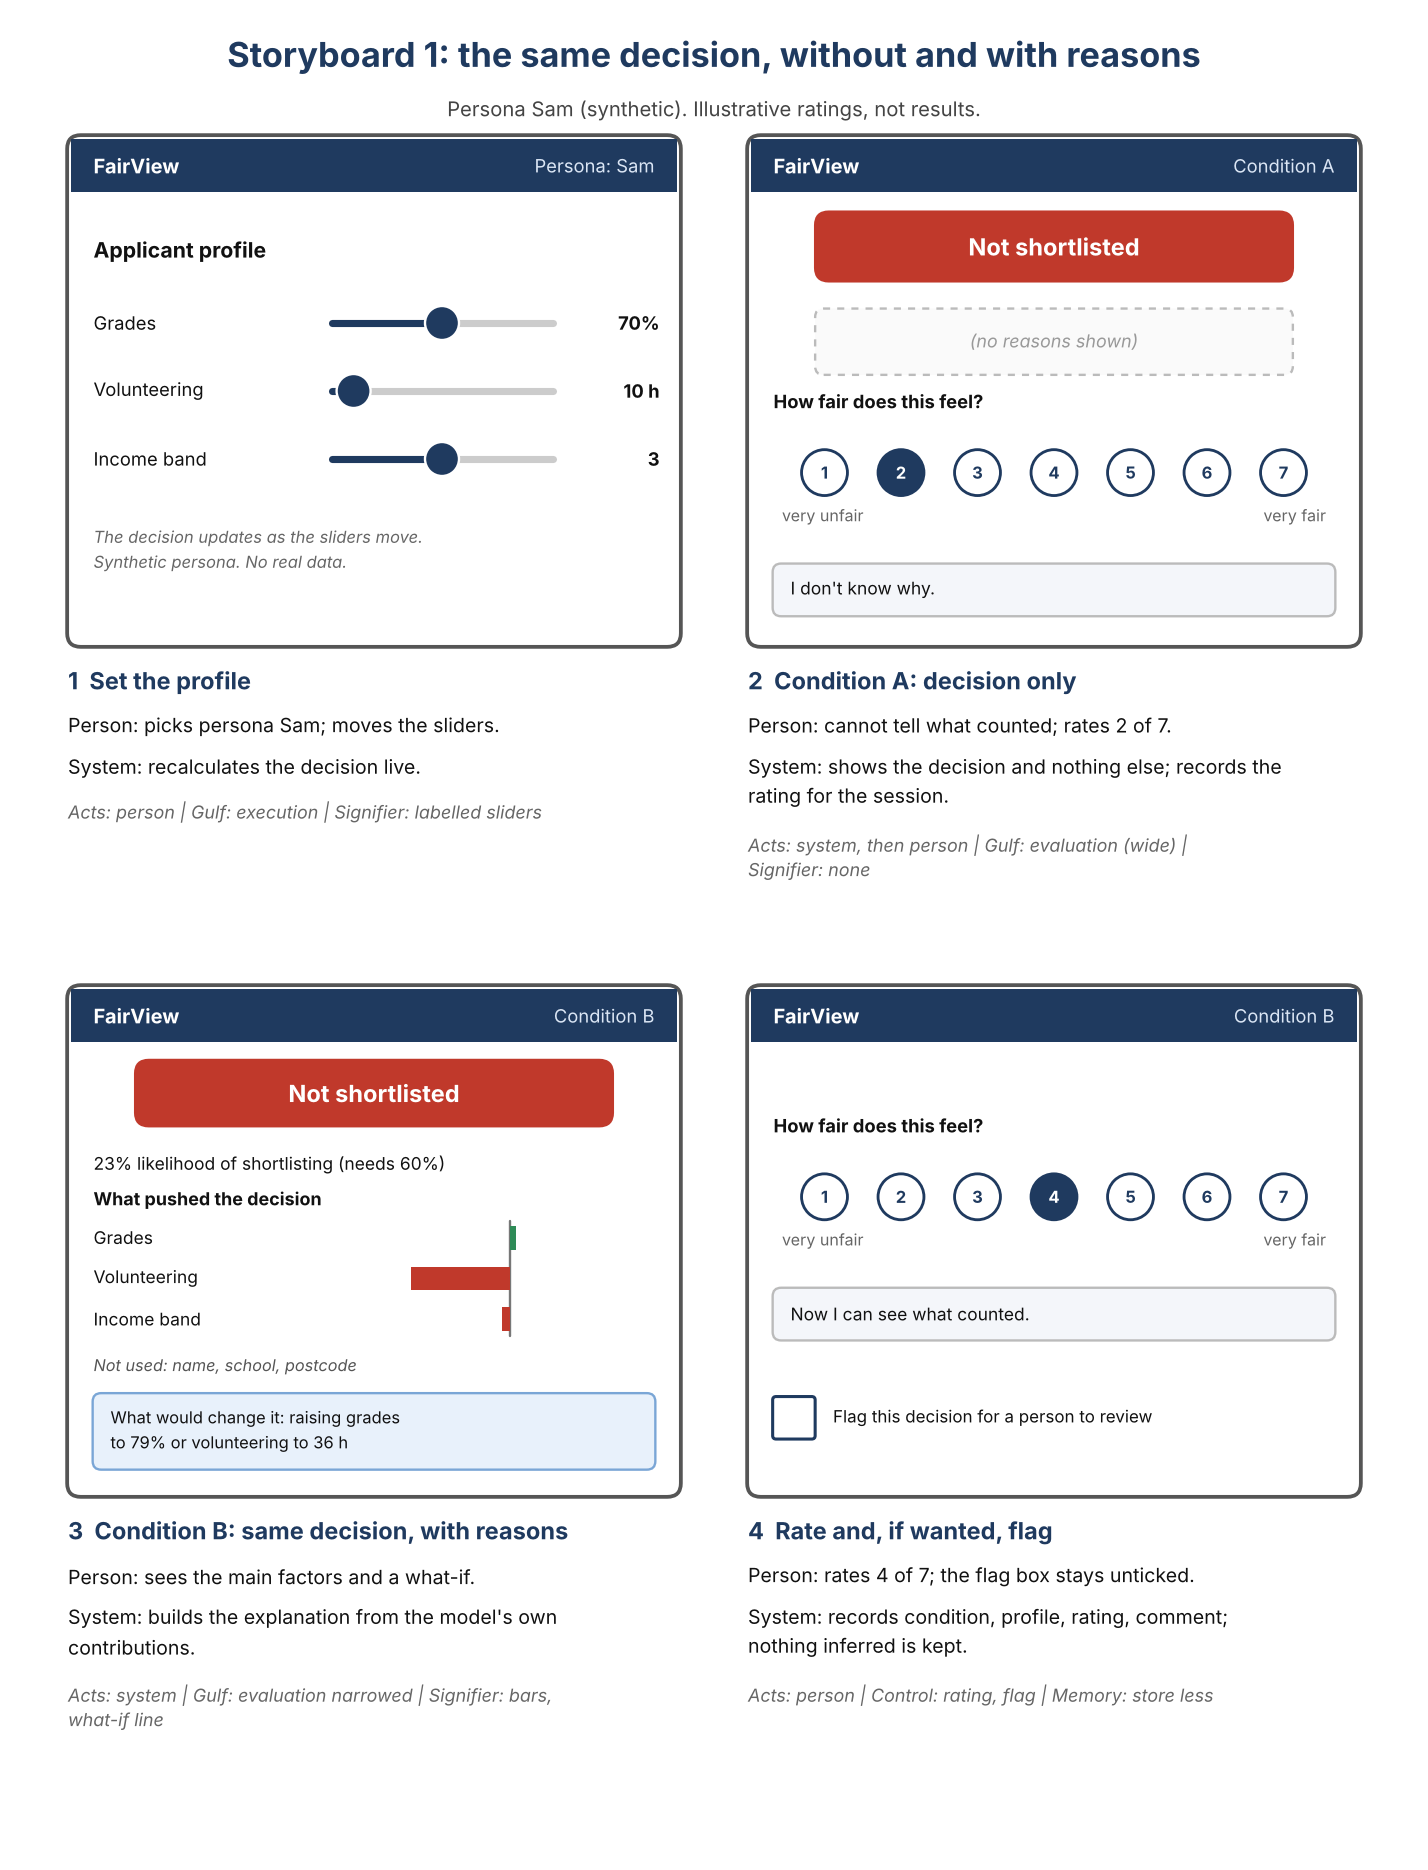 Storyboard 1: the same decision, without and with reasons
Persona Sam (synthetic). Illustrative ratings, not results.
FairView
Persona: Sam
Applicant profile
Grades
70%
Volunteering
10 h
Income band
3
The decision updates as the sliders move.
Synthetic persona. No real data.
1 Set the profile
Person: picks persona Sam; moves the sliders.
System: recalculates the decision live.
Acts: person | Gulf: execution | Signifier: labelled sliders
FairView
Condition A
Not shortlisted
(no reasons shown)
How fair does this feel?
1 2 3 4 5 6 7
very unfair
very fair
I don't know why.
2 Condition A: decision only
Person: cannot tell what counted; rates 2 of 7.
System: shows the decision and nothing else; records the
rating for the session.
Acts: system, then person | Gulf: evaluation (wide) |
Signifier: none
FairView
Condition B
Not shortlisted
23% likelihood of shortlisting (needs 60%)
What pushed the decision
Grades
Volunteering
Income band
Not used: name, school, postcode
What would change it: raising grades
to 79% or volunteering to 36 h
3 Condition B: same decision, with reasons
Person: sees the main factors and a what-if.
System: builds the explanation from the model's own
contributions.
Acts: system | Gulf: evaluation narrowed | Signifier: bars,
what-if line
FairView
Condition B
How fair does this feel?
1 2 3 4 5 6 7
very unfair
very fair
Now I can see what counted.
Flag this decision for a person to review
4 Rate and, if wanted, flag
Person: rates 4 of 7; the flag box stays unticked.
System: records condition, profile, rating, comment;
nothing inferred is kept.
Acts: person | Control: rating, flag | Memory: store less